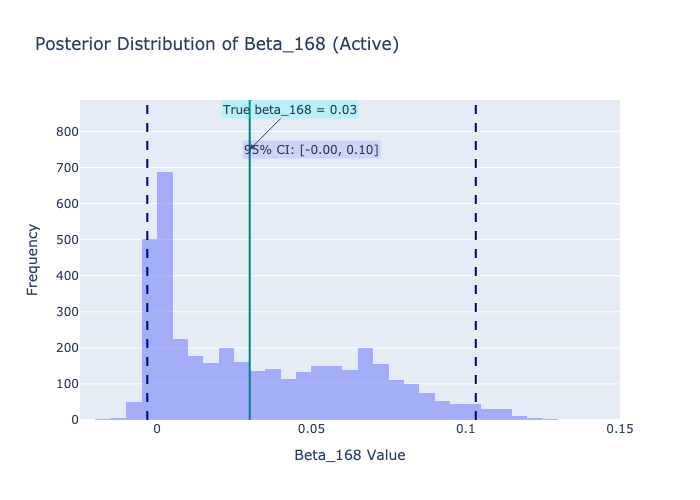 Posterior Distribution of Beta_168 (Active)
True beta_168 = 0.03
95% CI: [-0.00, 0.10]
800
700
600
500
400
300
200
100
0
Frequency
0
0.05
0.1
0.15
Beta_168 Value